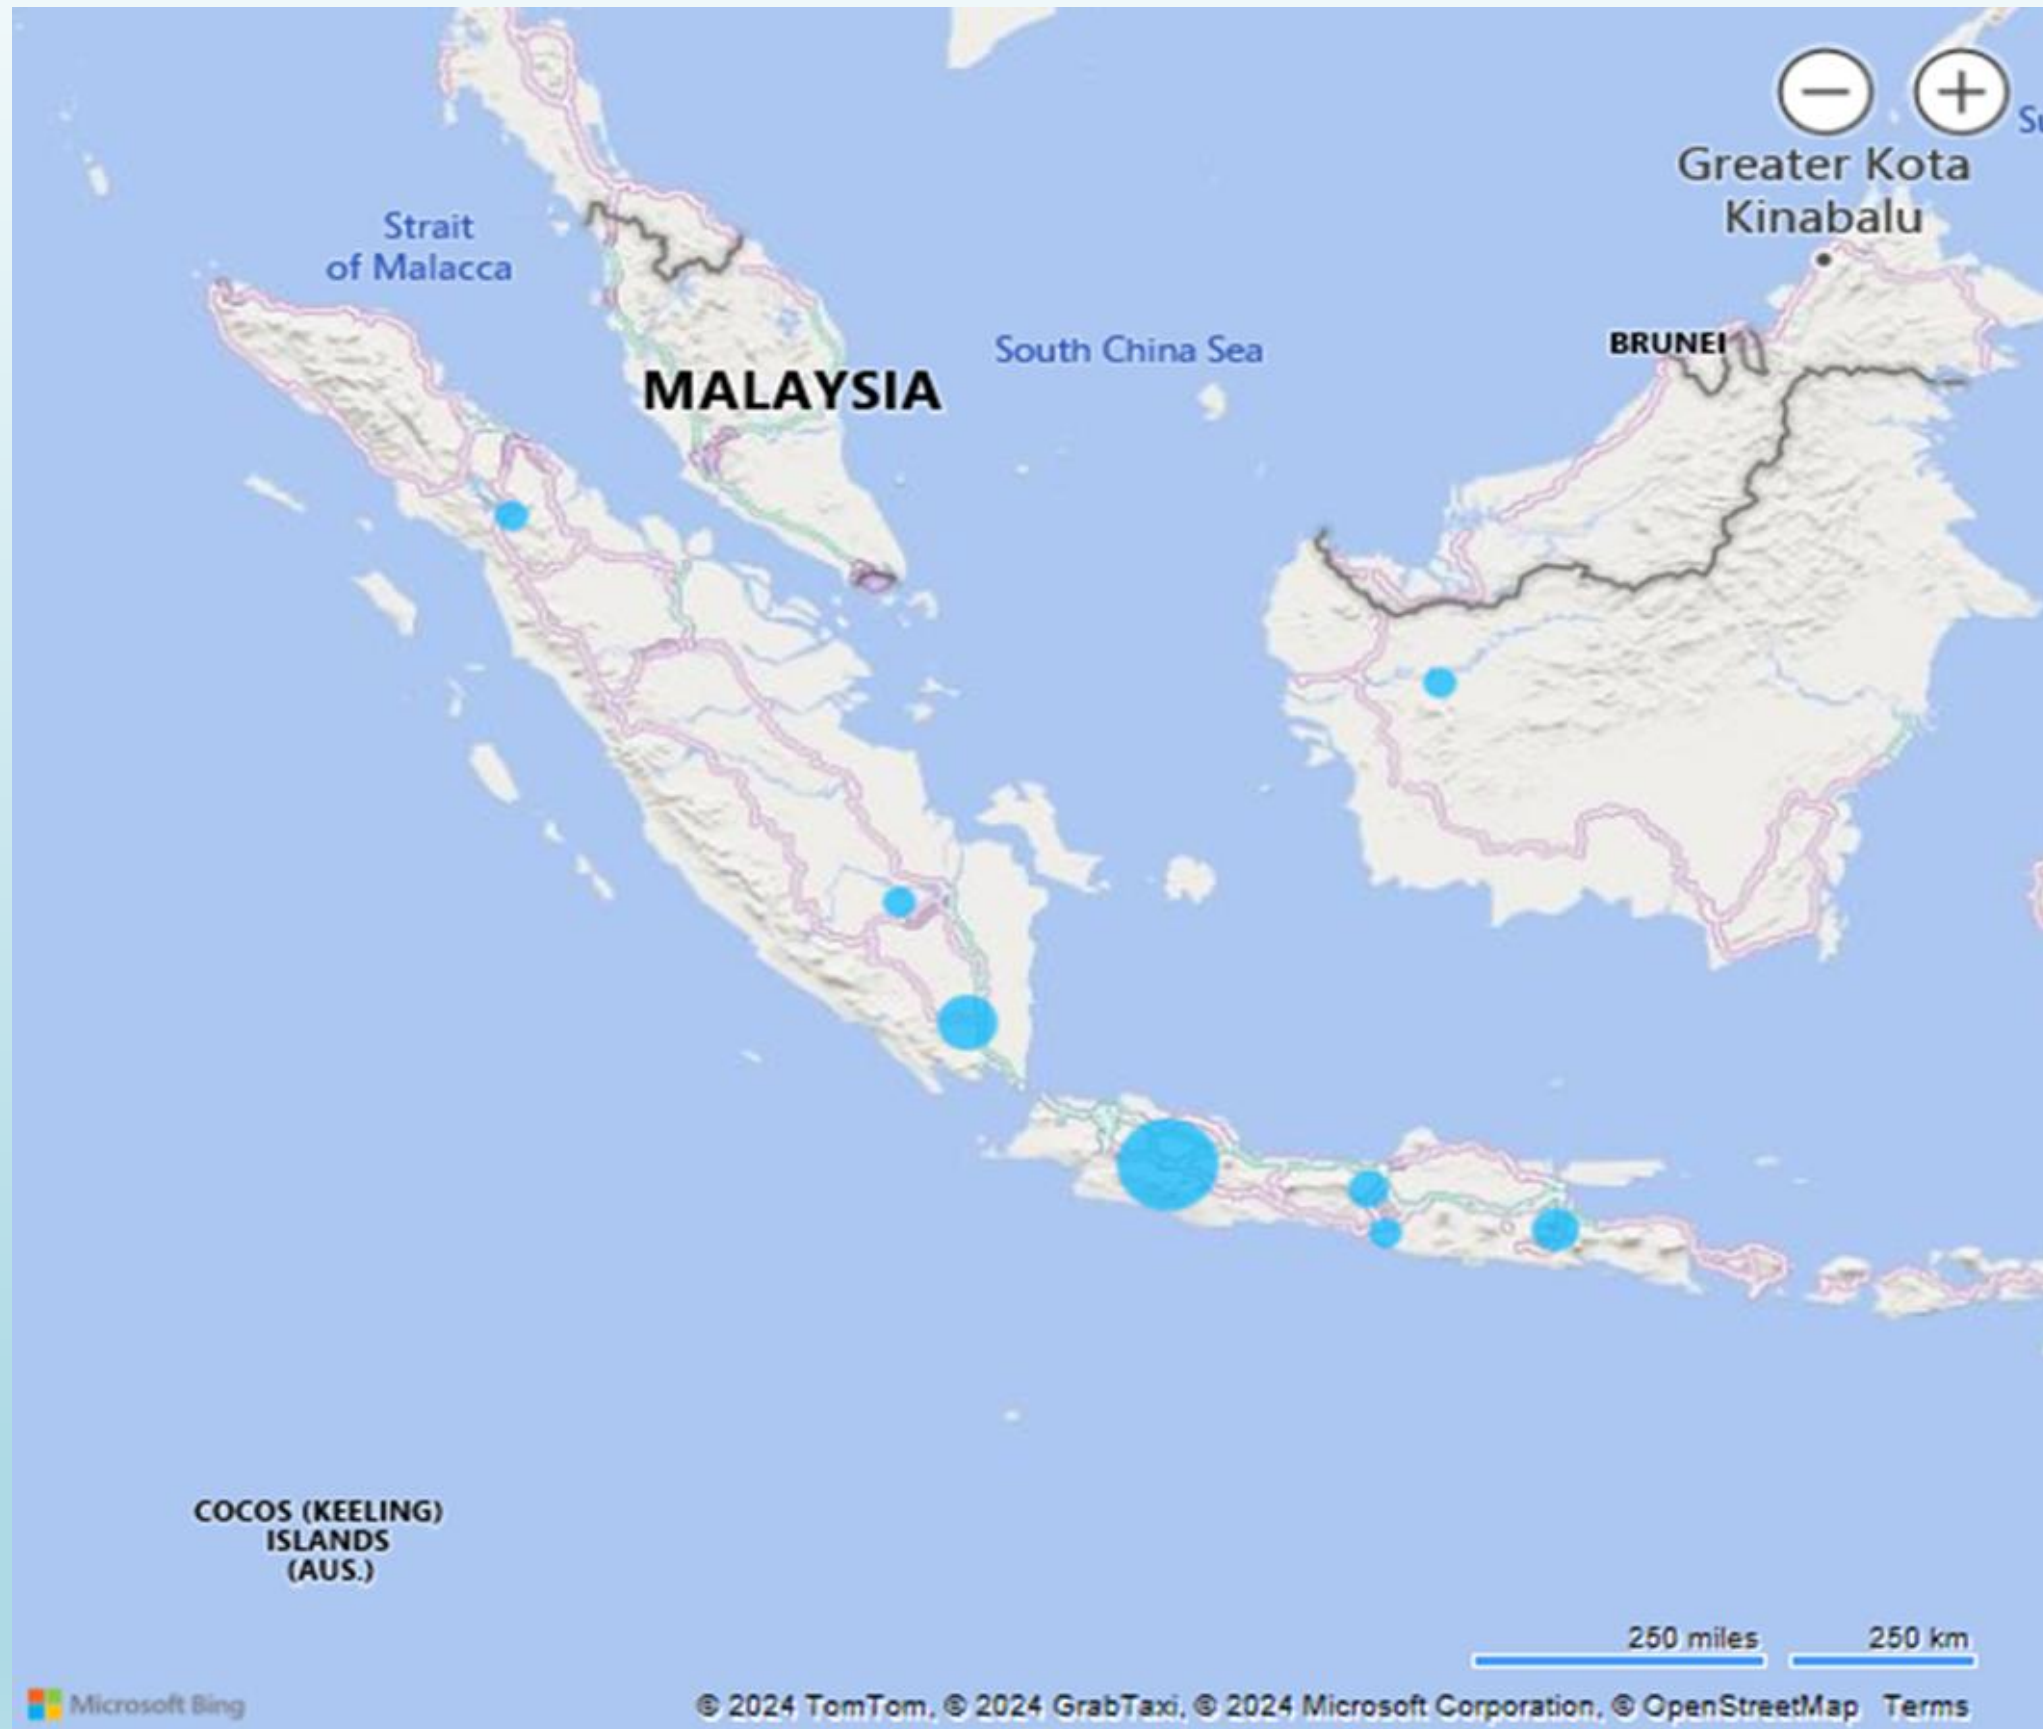 Su
Greater Kota
Kinabalu
Strait
of Malacca
South China Sea
BRUNEI
MALAYSIA
COCOS (KEELING)
ISLANDS
(AUS.)
250 miles
250 km
Microsoft Bing
© 2024 TomTom, © 2024 GrabTaxi, © 2024 Microsoft Corporation, © OpenStreetMap Terms